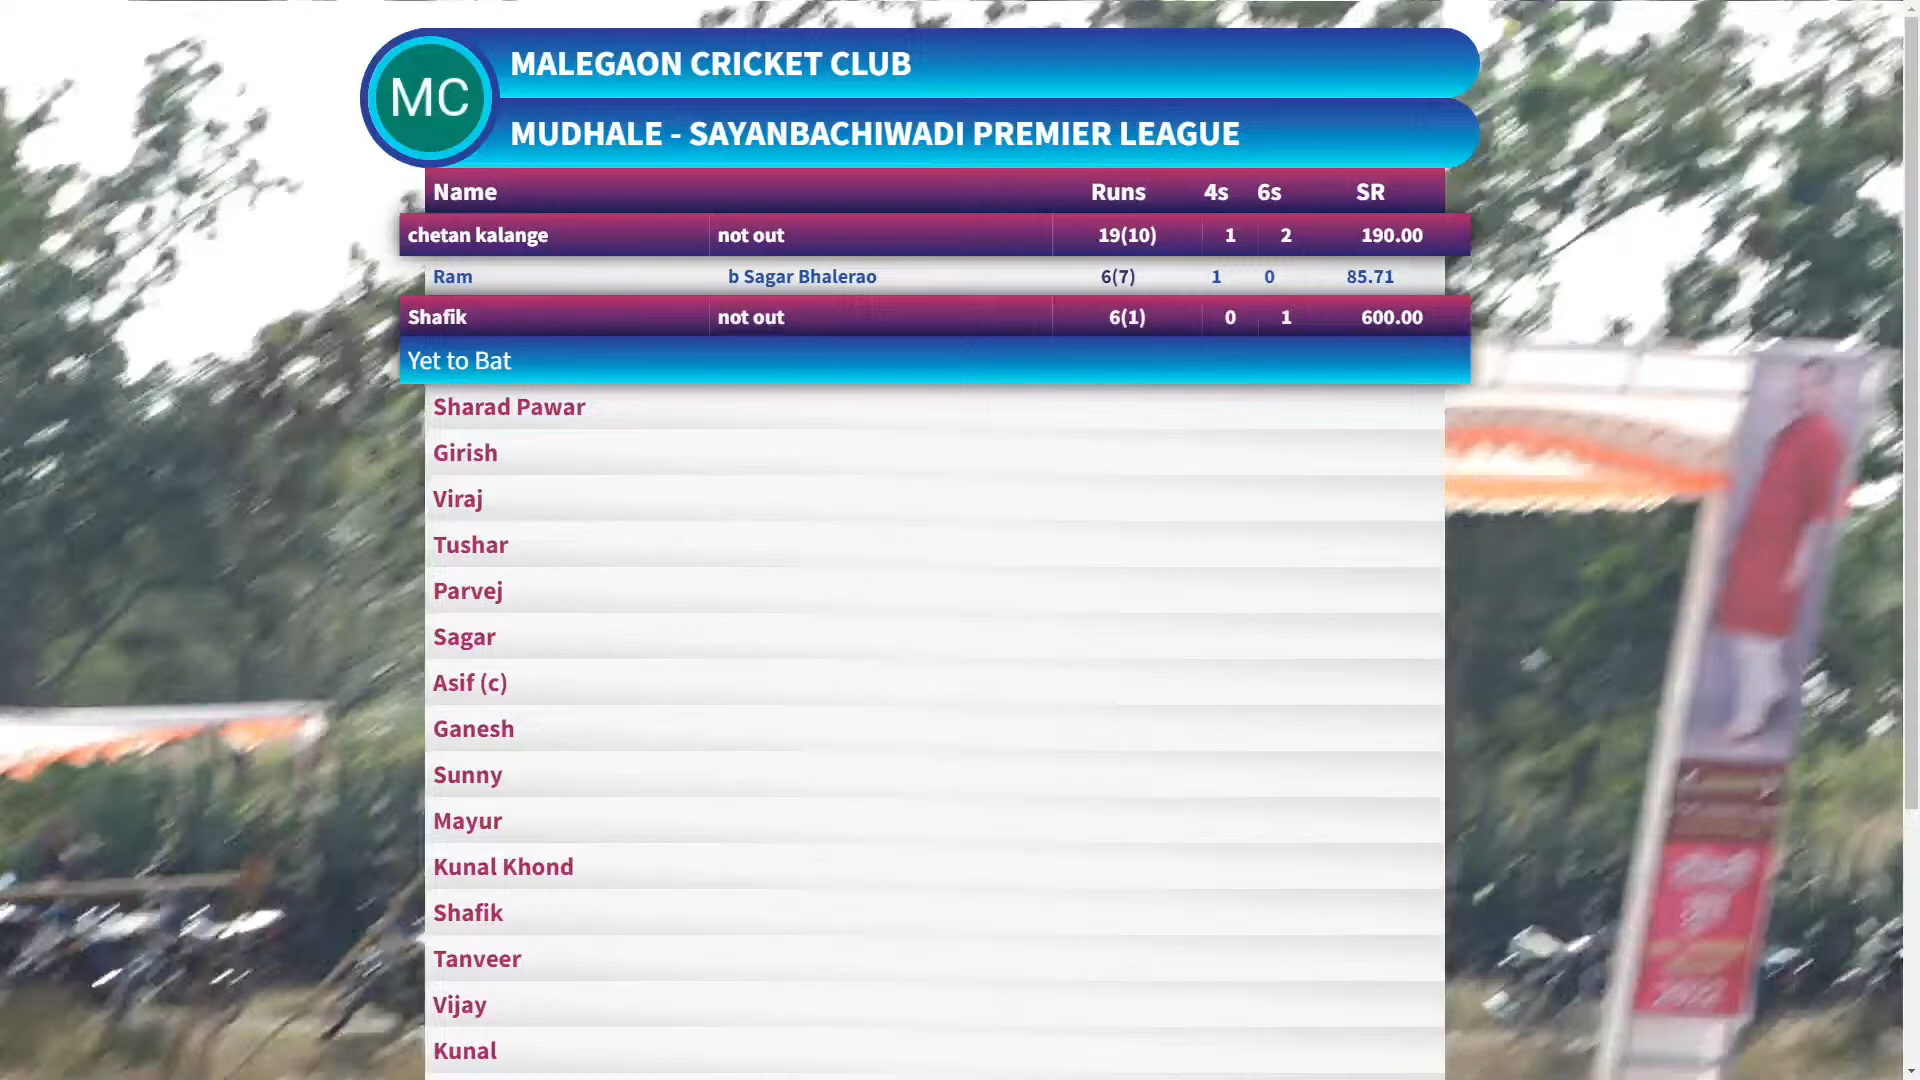 MC
MALEGAON CRICKET CLUB
MUDHALE - SAYANBACHIWADI PREMIER LEAGUE
Name Runs 4s 6s SR
chetan kalange not out 19(10) 1 2 190.00
Ram b Sagar Bhalerao 6(7) 1 0 85.71
Shafik not out 6(1) 0 1 600.00
Yet to Bat
Sharad Pawar
Girish
Viraj
Tushar
Parvej
Sagar
Asif (c)
Ganesh
Sunny
Mayur
Kunal Khond
Shafik
Tanveer
Vijay
Kunal